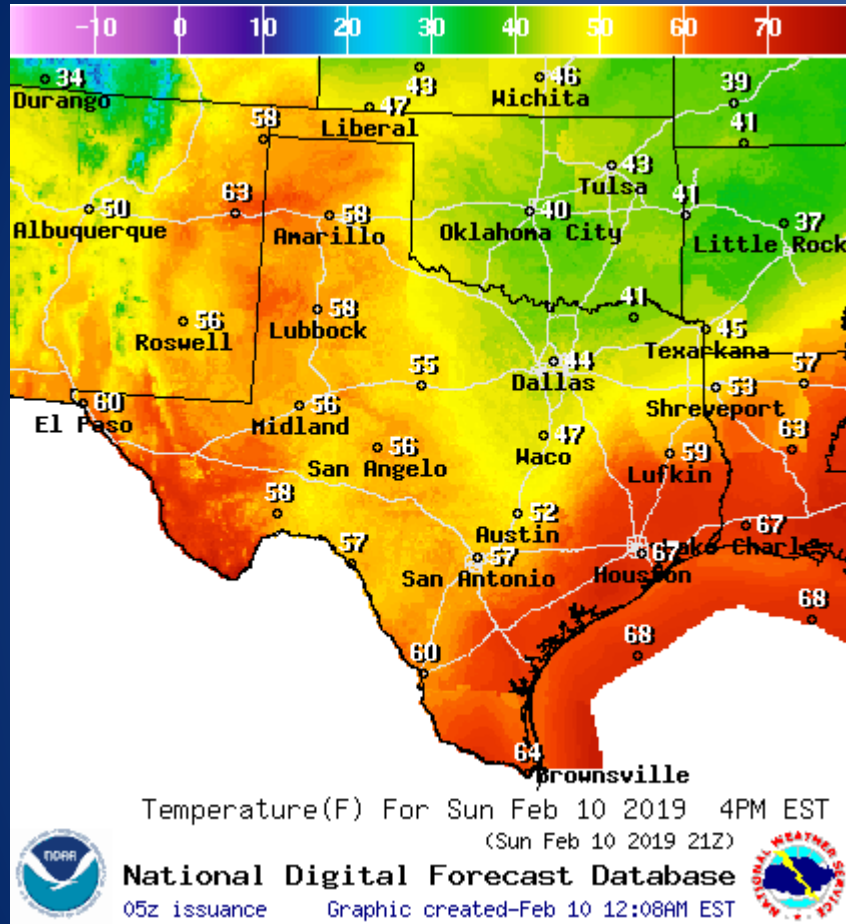 -10 0 10 20 30 40 50 60 70
34
Durango
43
46
Wichita
47
Liberal
39
58
41
43
Tulsa
63
50
Albuquerque
58
Amarillo
40
Oklahoma City
41
37
Little Rock
56
Roswell
58
Lubbock
41
45
Texarkana
44
Dallas
55
57
53
Shreveport
60
El Paso
56
Midland
56
San Angelo
47
Waco
59
Lufkin
63
58
52
Austin
57
57
San Antonio
67
Houston
67
Lake Charles
68
68
60
64
Brownsville
Temperature(F) For Sun Feb 10 2019 4PM EST
(Sun Feb 10 2019 21Z)
NOAA
National Digital Forecast Database
05z issuance Graphic created-Feb 10 12:08AM EST
NATIONAL WEATHER SERVICE